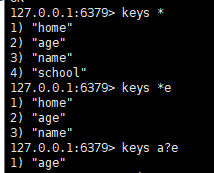 OK
127.0.0.1:6379> keys *
1) "home"
2) "age"
3) "name"
4) "school"
127.0.0.1:6379> keys *e
1) "home"
2) "age"
3) "name"
127.0.0.1:6379> keys a?e
1) "age"